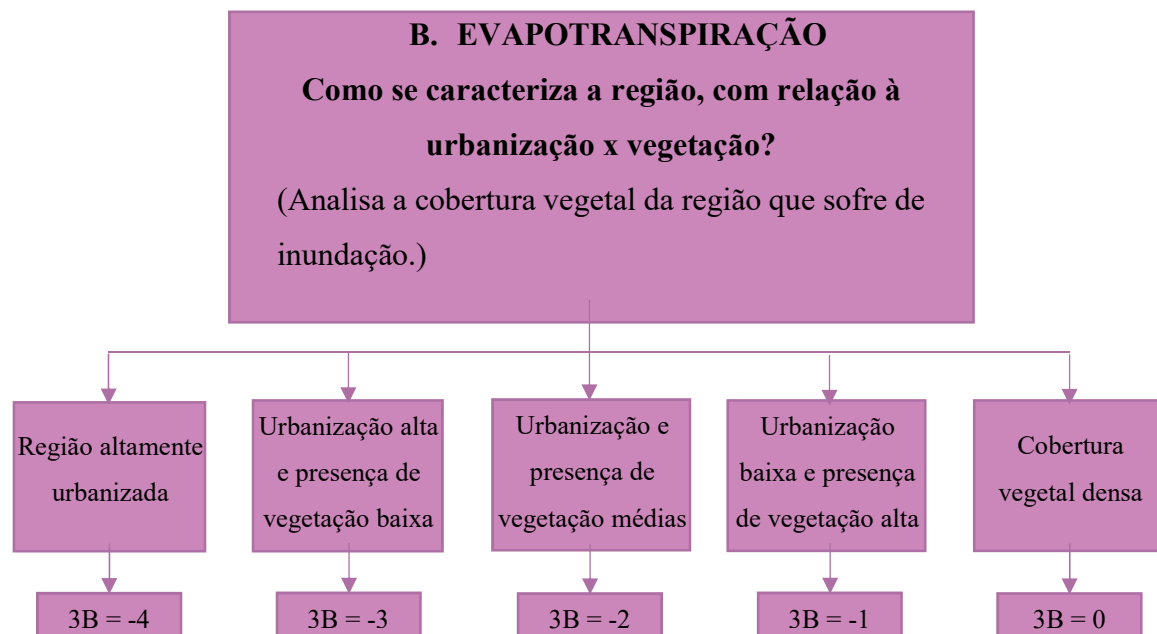 B. EVAPOTRANSPIRAÇÃO
Como se caracteriza a região, com relação à
urbanização x vegetação?
(Analisa a cobertura vegetal da região que sofre de
inundação.)
Região altamente
urbanizada
Urbanização alta
e presença de
vegetação baixa
Urbanização e
presença de
vegetação médias
Urbanização
baixa e presença
de vegetação alta
Cobertura
vegetal densa
3B = -4
3B = -3
3B = -2
3B = -1
3B = 0